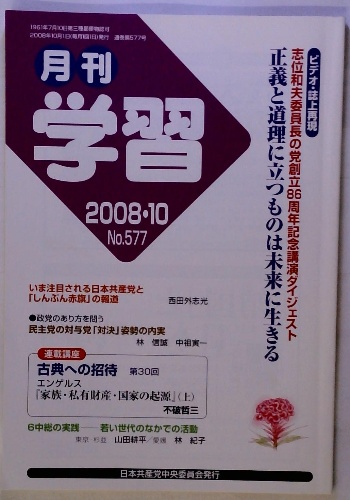 1961年7月10日第三種郵便物認可
2008年10月1日(毎月1回1日)発行 通巻第577号
月刊
学習
2008・10
No.577
ビデオ・誌上再現
志位和夫委員長の党創立86周年記念講演ダイジェスト
正義と道理に立つものは未来に生きる
いま注目される日本共産党と
「しんぶん赤旗」の報道 西田外志光
●政党のあり方を問う
民主党の対与党「対決」姿勢の内実
林 信誠 中祖寅一
連載講座
古典への招待 第30回
エンゲルス
『家族・私有財産・国家の起源』(上)
不破哲三
6中総の実践――若い世代のなかでの活動
東京・杉並 山田耕平/愛媛 林 紀子
日本共産党中央委員会発行